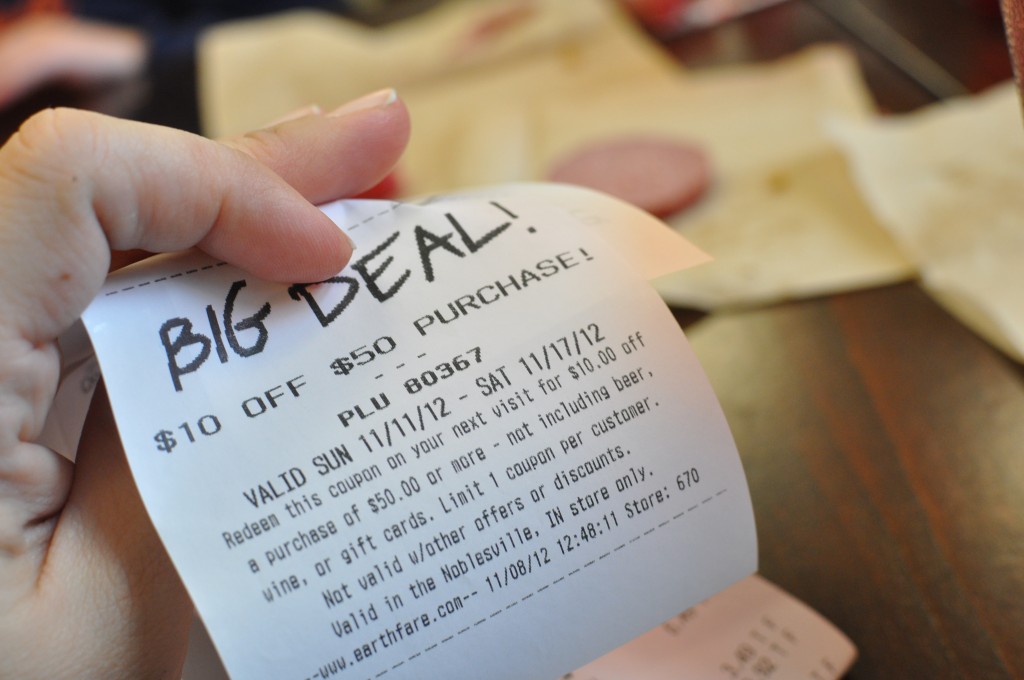 BIG DEAL!
$10 OFF $50 PURCHASE!
- -
PLU 80367
VALID SUN 11/11/12 - SAT 11/17/12
Redeem this coupon on your next visit for $10.00 off
a purchase of $50.00 or more - not including beer,
wine, or gift cards. Limit 1 coupon per customer.
Not valid w/other offers or discounts.
Valid in the Noblesville, IN store only.
--www.earthfare.com-- 11/08/12 12:48:11 Store: 670